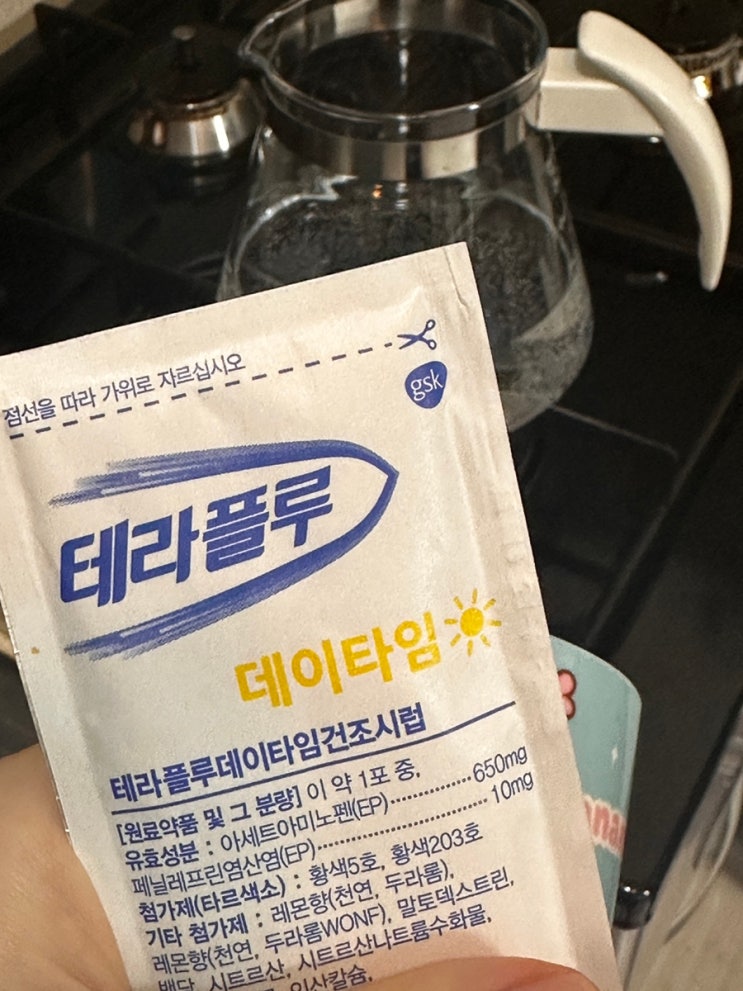 점선을 따라 가위로 자르십시오
gsk
테라플루
데이타임
테라플루데이타임건조시럽
[원료약품 및 그 분량] 이 약 1포 중,
유효성분 : 아세트아미노펜(EP)·····················650mg
페닐레프린염산염(EP)·····························10mg
첨가제(타르색소) : 황색5호, 황색203호
기타 첨가제 : 레몬향(천연, 두라롬),
레몬향(천연, 두라롬WONF), 말토덱스트린,
백당, 시트르산, 시트르산나트륨수화물,
인산칼슘,